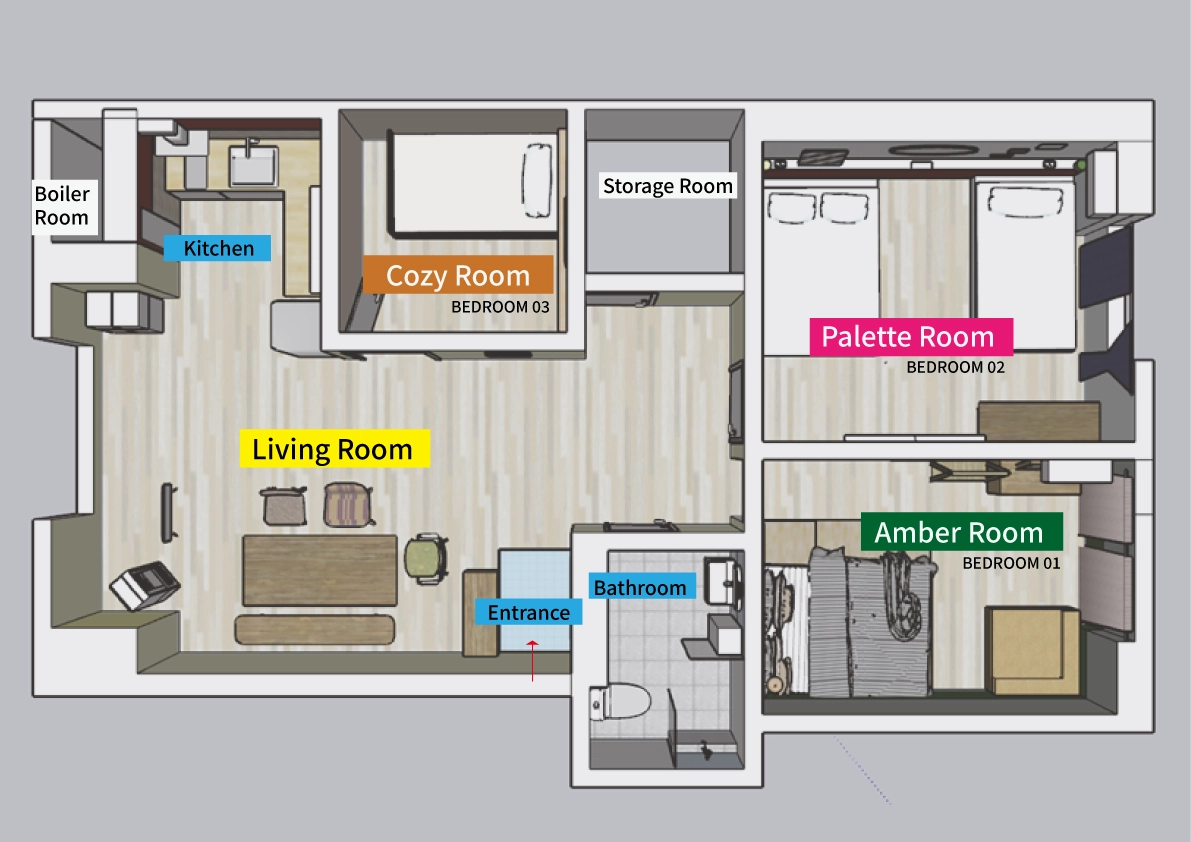 Boiler
Room
Kitchen
Cozy Room
BEDROOM 03
Storage Room
Palette Room
BEDROOM 02
Living Room
Amber Room
BEDROOM 01
Bathroom
Entrance